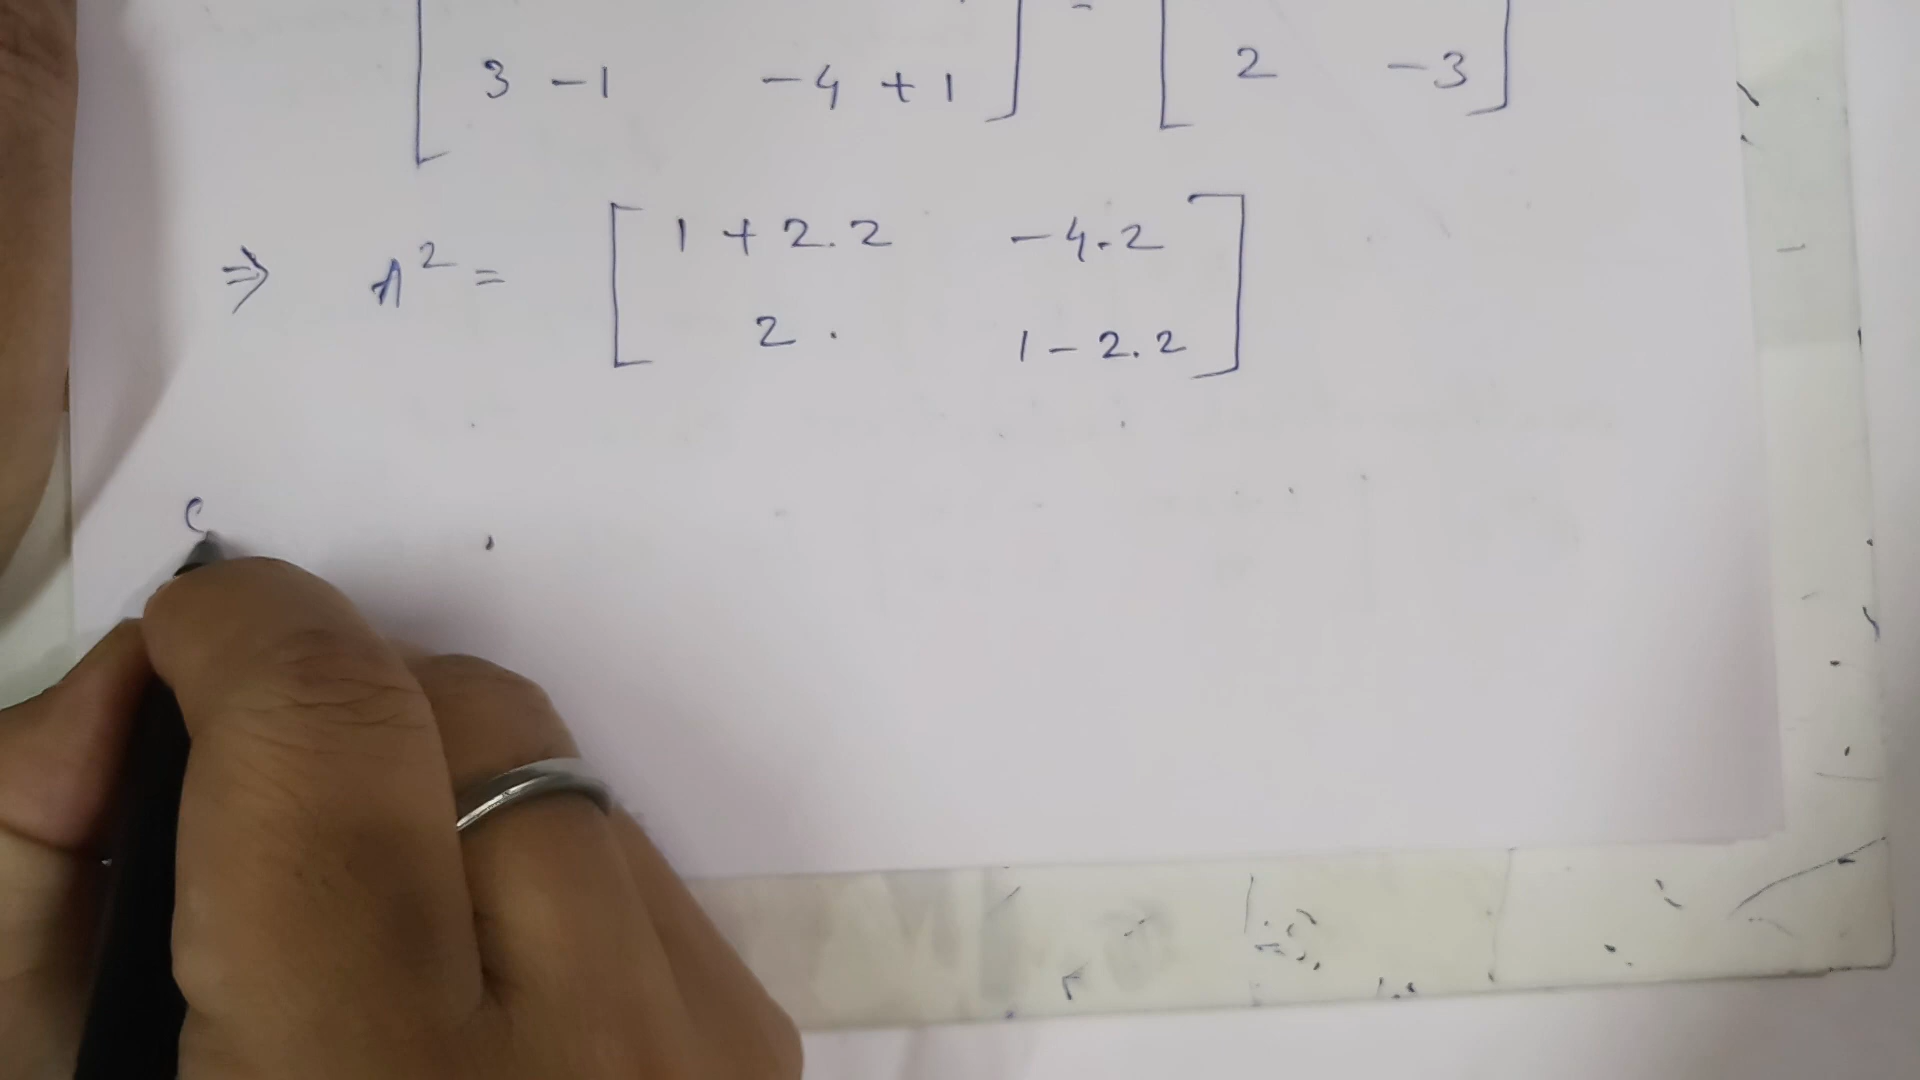 [ 3 - 1 -4 + 1 ] = [ 2 -3 ]
⇒ A² = [ 1 + 2.2 -4.2
2 . 1 - 2.2 ]